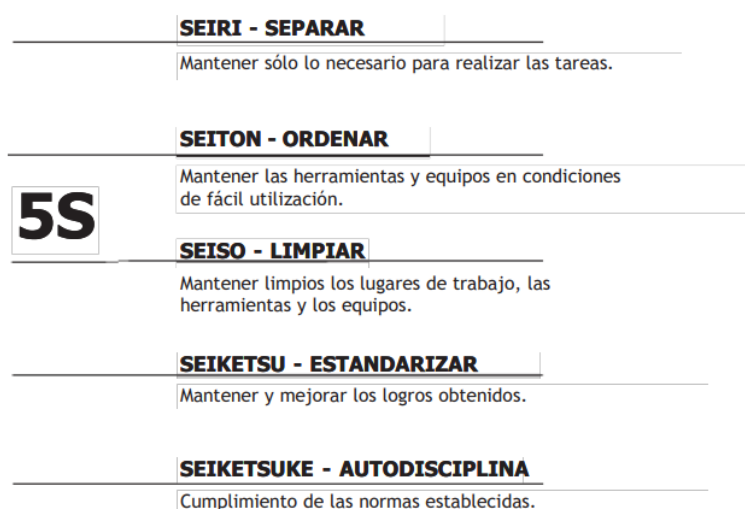 SEIRI - SEPARAR
Mantener sólo lo necesario para realizar las tareas.
SEITON - ORDENAR
Mantener las herramientas y equipos en condiciones
de fácil utilización.
5S
SEISO - LIMPIAR
Mantener limpios los lugares de trabajo, las
herramientas y los equipos.
SEIKETSU - ESTANDARIZAR
Mantener y mejorar los logros obtenidos.
SEIKETSUKE - AUTODISCIPLINA
Cumplimiento de las normas establecidas.